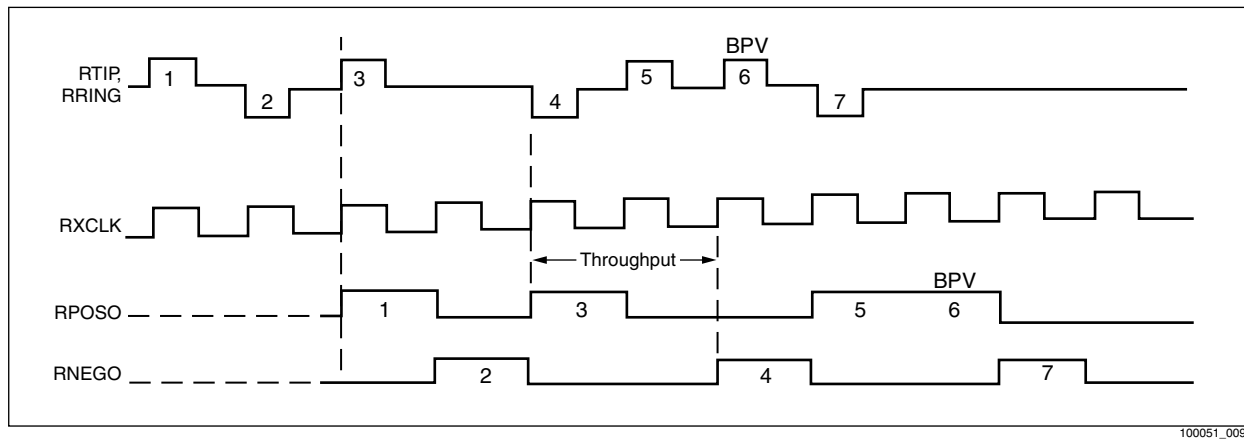 BPV
RTIP,
RRING
1 2 3 4 5 6 7
RXCLK
Throughput
BPV
RPOSO
1 3 5 6
RNEGO
2 4 7
100051_009